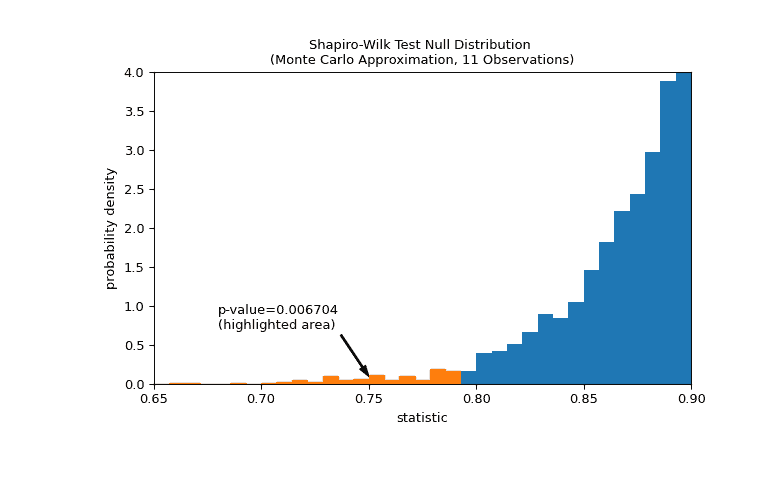 Shapiro-Wilk Test Null Distribution
(Monte Carlo Approximation, 11 Observations)
4.0
3.5
3.0
2.5
2.0
1.5
1.0
0.5
0.0
probability density
p-value=0.006704
(highlighted area)
0.65 0.70 0.75 0.80 0.85 0.90
statistic